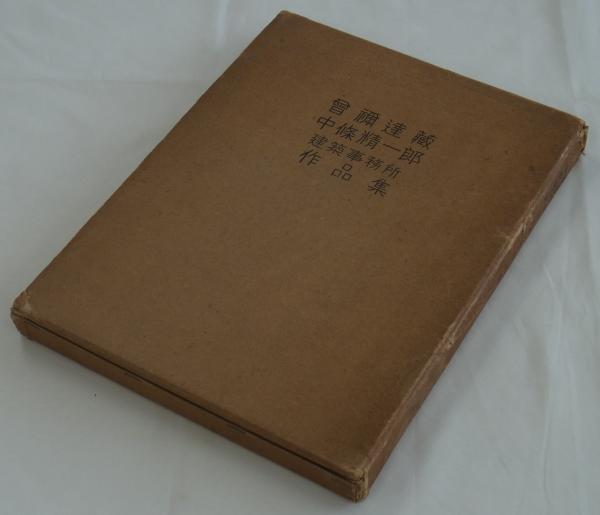 曾禰達蔵
中條精一郎
建築事務所
作品集